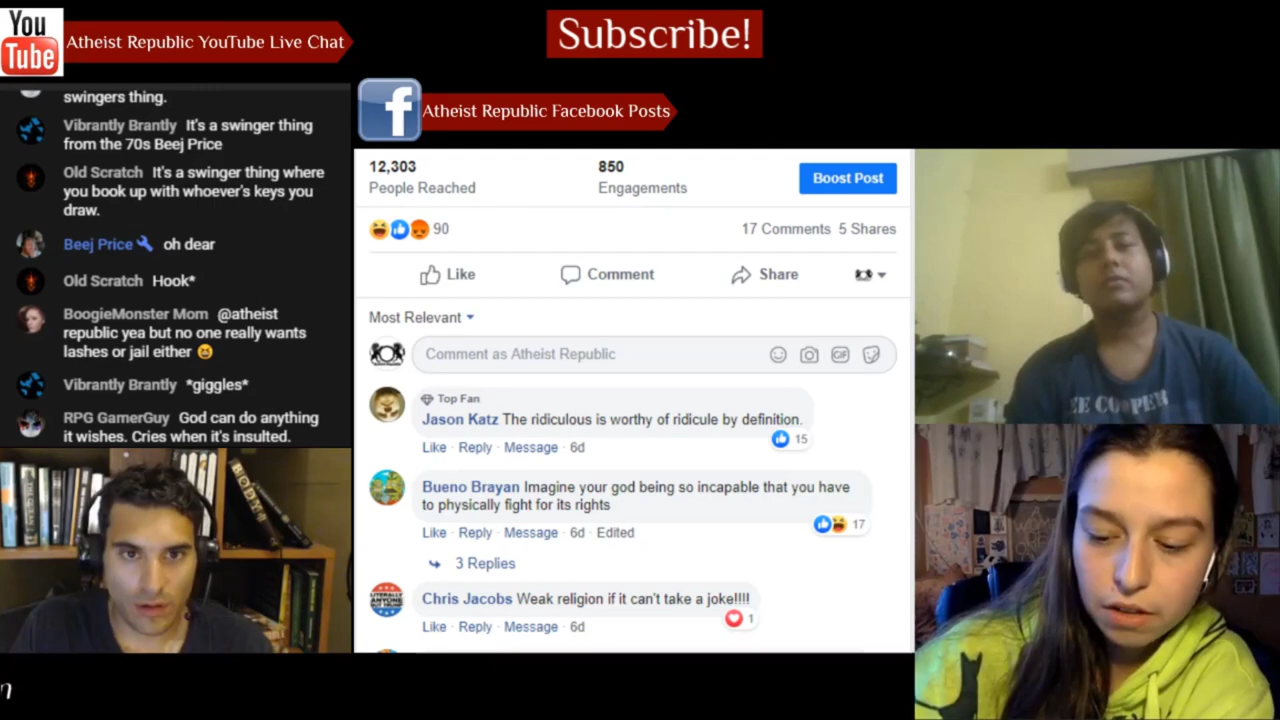 You
Tube
Atheist Republic YouTube Live Chat
Subscribe!
swingers thing.
Vibrantly Brantly It's a swinger thing
from the 70s Beej Price
Old Scratch It's a swinger thing where
you book up with whoever's keys you
draw.
Beej Price oh dear
Old Scratch Hook*
BoogieMonster Mom @atheist
republic yea but no one really wants
lashes or jail either
Vibrantly Brantly *giggles*
RPG GamerGuy God can do anything
it wishes. Cries when it's insulted.
f
Atheist Republic Facebook Posts
12,303
People Reached
850
Engagements
Boost Post
90
17 Comments 5 Shares
Like
Comment
Share
Most Relevant
Comment as Atheist Republic
GIF
Top Fan
Jason Katz The ridiculous is worthy of ridicule by definition.
15
Like · Reply · Message · 6d
Bueno Brayan Imagine your god being so incapable that you have
to physically fight for its rights
17
Like · Reply · Message · 6d · Edited
3 Replies
LITERALLY
ANYONE
Chris Jacobs Weak religion if it can't take a joke!!!!
1
Like · Reply · Message · 6d
COOPER
n